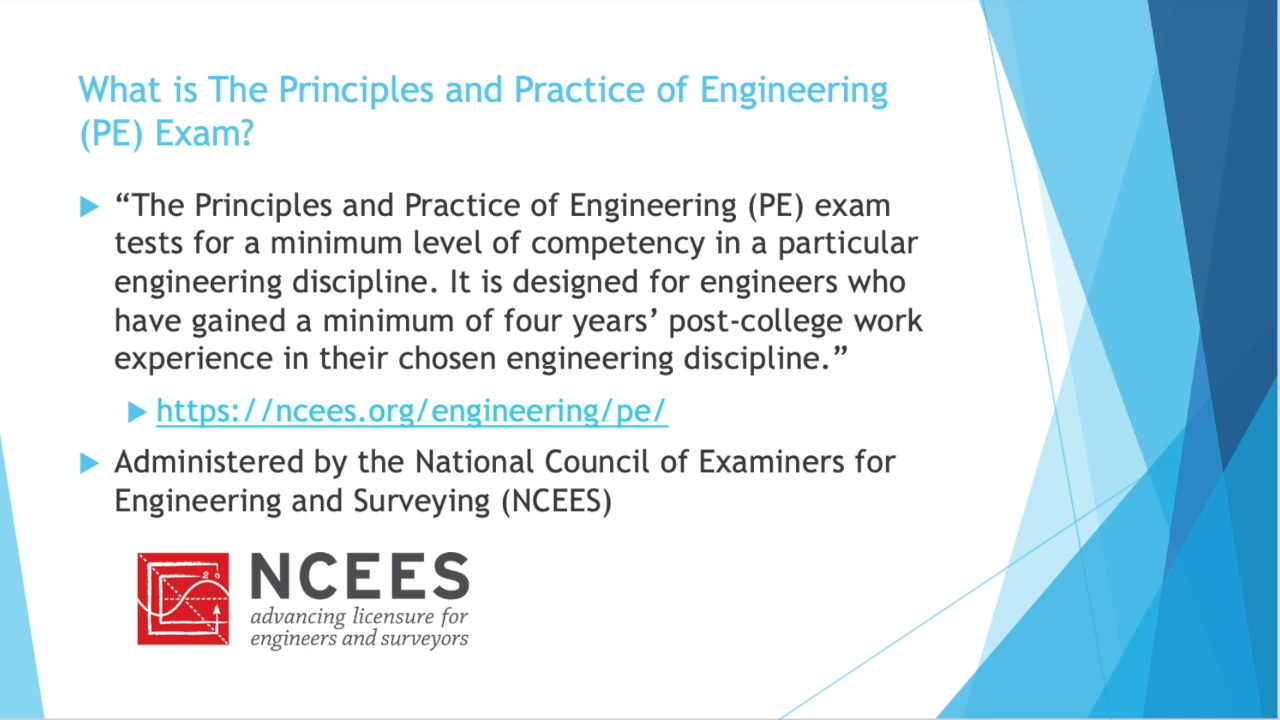 What is The Principles and Practice of Engineering
(PE) Exam?
“The Principles and Practice of Engineering (PE) exam
tests for a minimum level of competency in a particular
engineering discipline. It is designed for engineers who
have gained a minimum of four years’ post-college work
experience in their chosen engineering discipline.”
https://ncees.org/engineering/pe/
Administered by the National Council of Examiners for
Engineering and Surveying (NCEES)
NCEES
advancing licensure for
engineers and surveyors